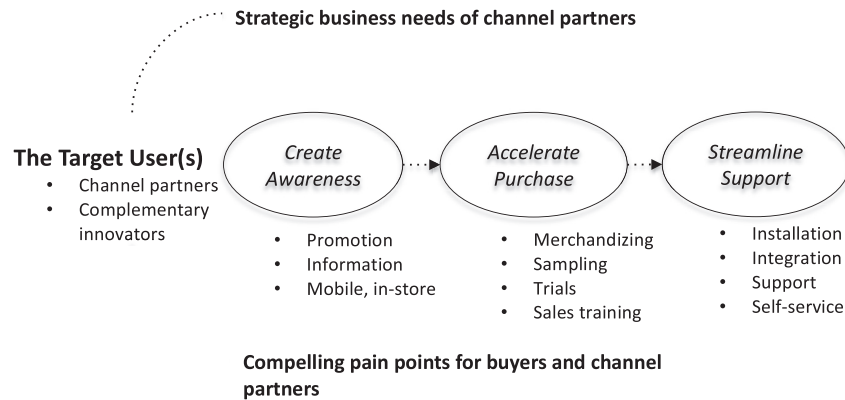 Strategic business needs of channel partners
The Target User(s)
• Channel partners
• Complementary
innovators
Create
Awareness
• Promotion
• Information
• Mobile, in-store
Accelerate
Purchase
• Merchandizing
• Sampling
• Trials
• Sales training
Streamline
Support
• Installation
• Integration
• Support
• Self-service
Compelling pain points for buyers and channel
partners